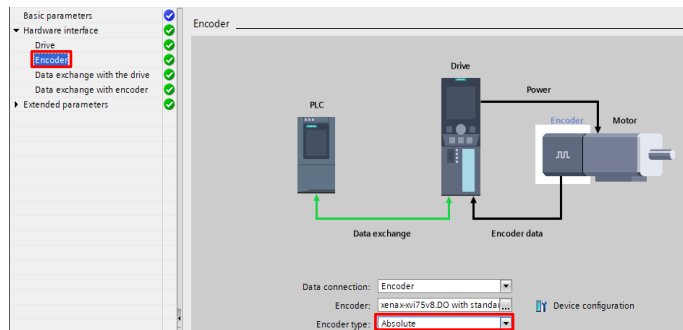 Basic parameters
Hardware interface
Drive
Encoder
Data exchange with the drive
Data exchange with encoder
Extended parameters
Encoder
Drive
Power
PLC
Encoder
Motor
Data exchange
Encoder data
Data connection: Encoder
Encoder: xenax-xvi75v8.DO with standar ...
Device configuration
Encoder type: Absolute